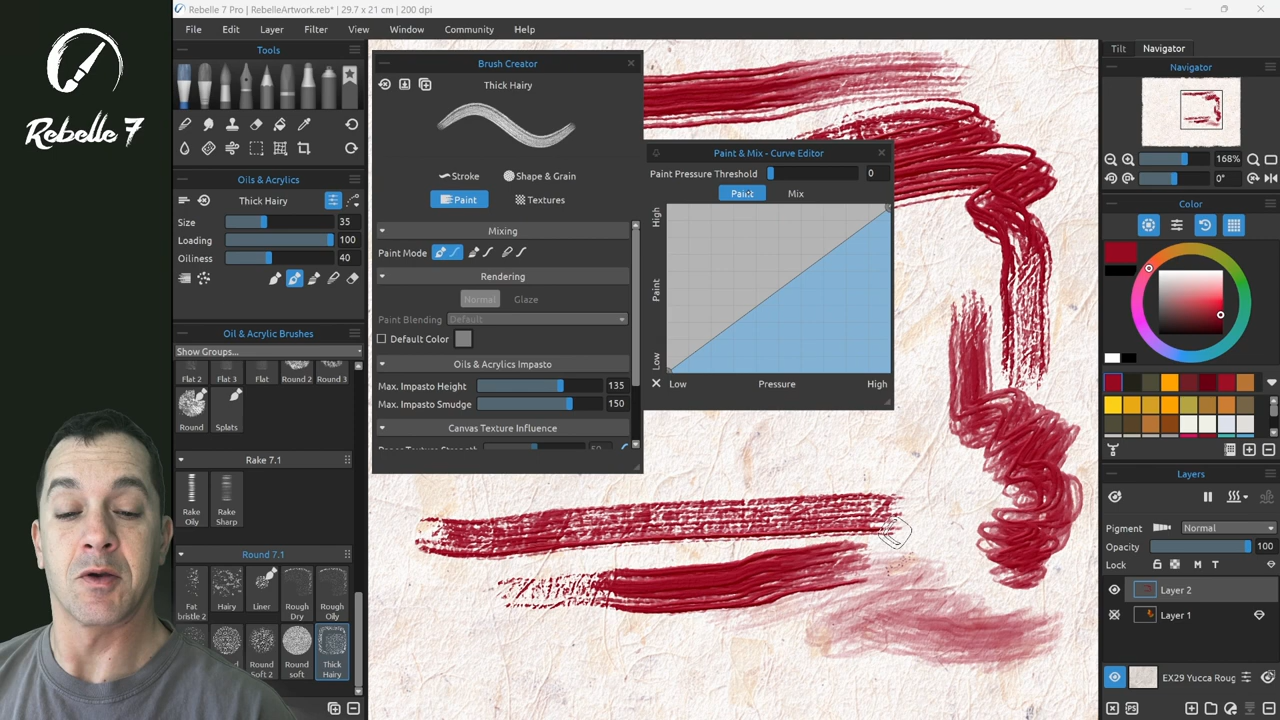 Rebelle 7 Pro | RebelleArtwork.reb* | 29.7 x 21 cm | 200 dpi
File Edit Layer Filter View Window Community Help
Rebelle 7
Tools
Oils & Acrylics
Thick Hairy
Size 35
Loading 100
Oiliness 40
Oil & Acrylic Brushes
Show Groups...
Flat 2 Flat 3 Flat Round 2 Round 3
Round Splats
Rake 7.1
Rake Oily
Rake Sharp
Round 7.1
Fat bristle 2
Hairy
Liner
Rough Dry
Rough Oily
Round Soft 2
Round soft
Thick Hairy
Brush Creator
Thick Hairy
Stroke Shape & Grain
Paint Textures
Mixing
Paint Mode
Rendering
Normal Glaze
Paint Blending Default
Default Color
Oils & Acrylics Impasto
Max. Impasto Height 135
Max. Impasto Smudge 150
Canvas Texture Influence
Paint & Mix - Curve Editor
Paint Pressure Threshold 0
Paint Mix
High
Paint
Low
Low Pressure High
Tilt Navigator
Navigator
168%
0°
Color
Layers
Pigment Normal
Opacity 100
Lock M T
Layer 2
Layer 1
EX29 Yucca Roug
PS